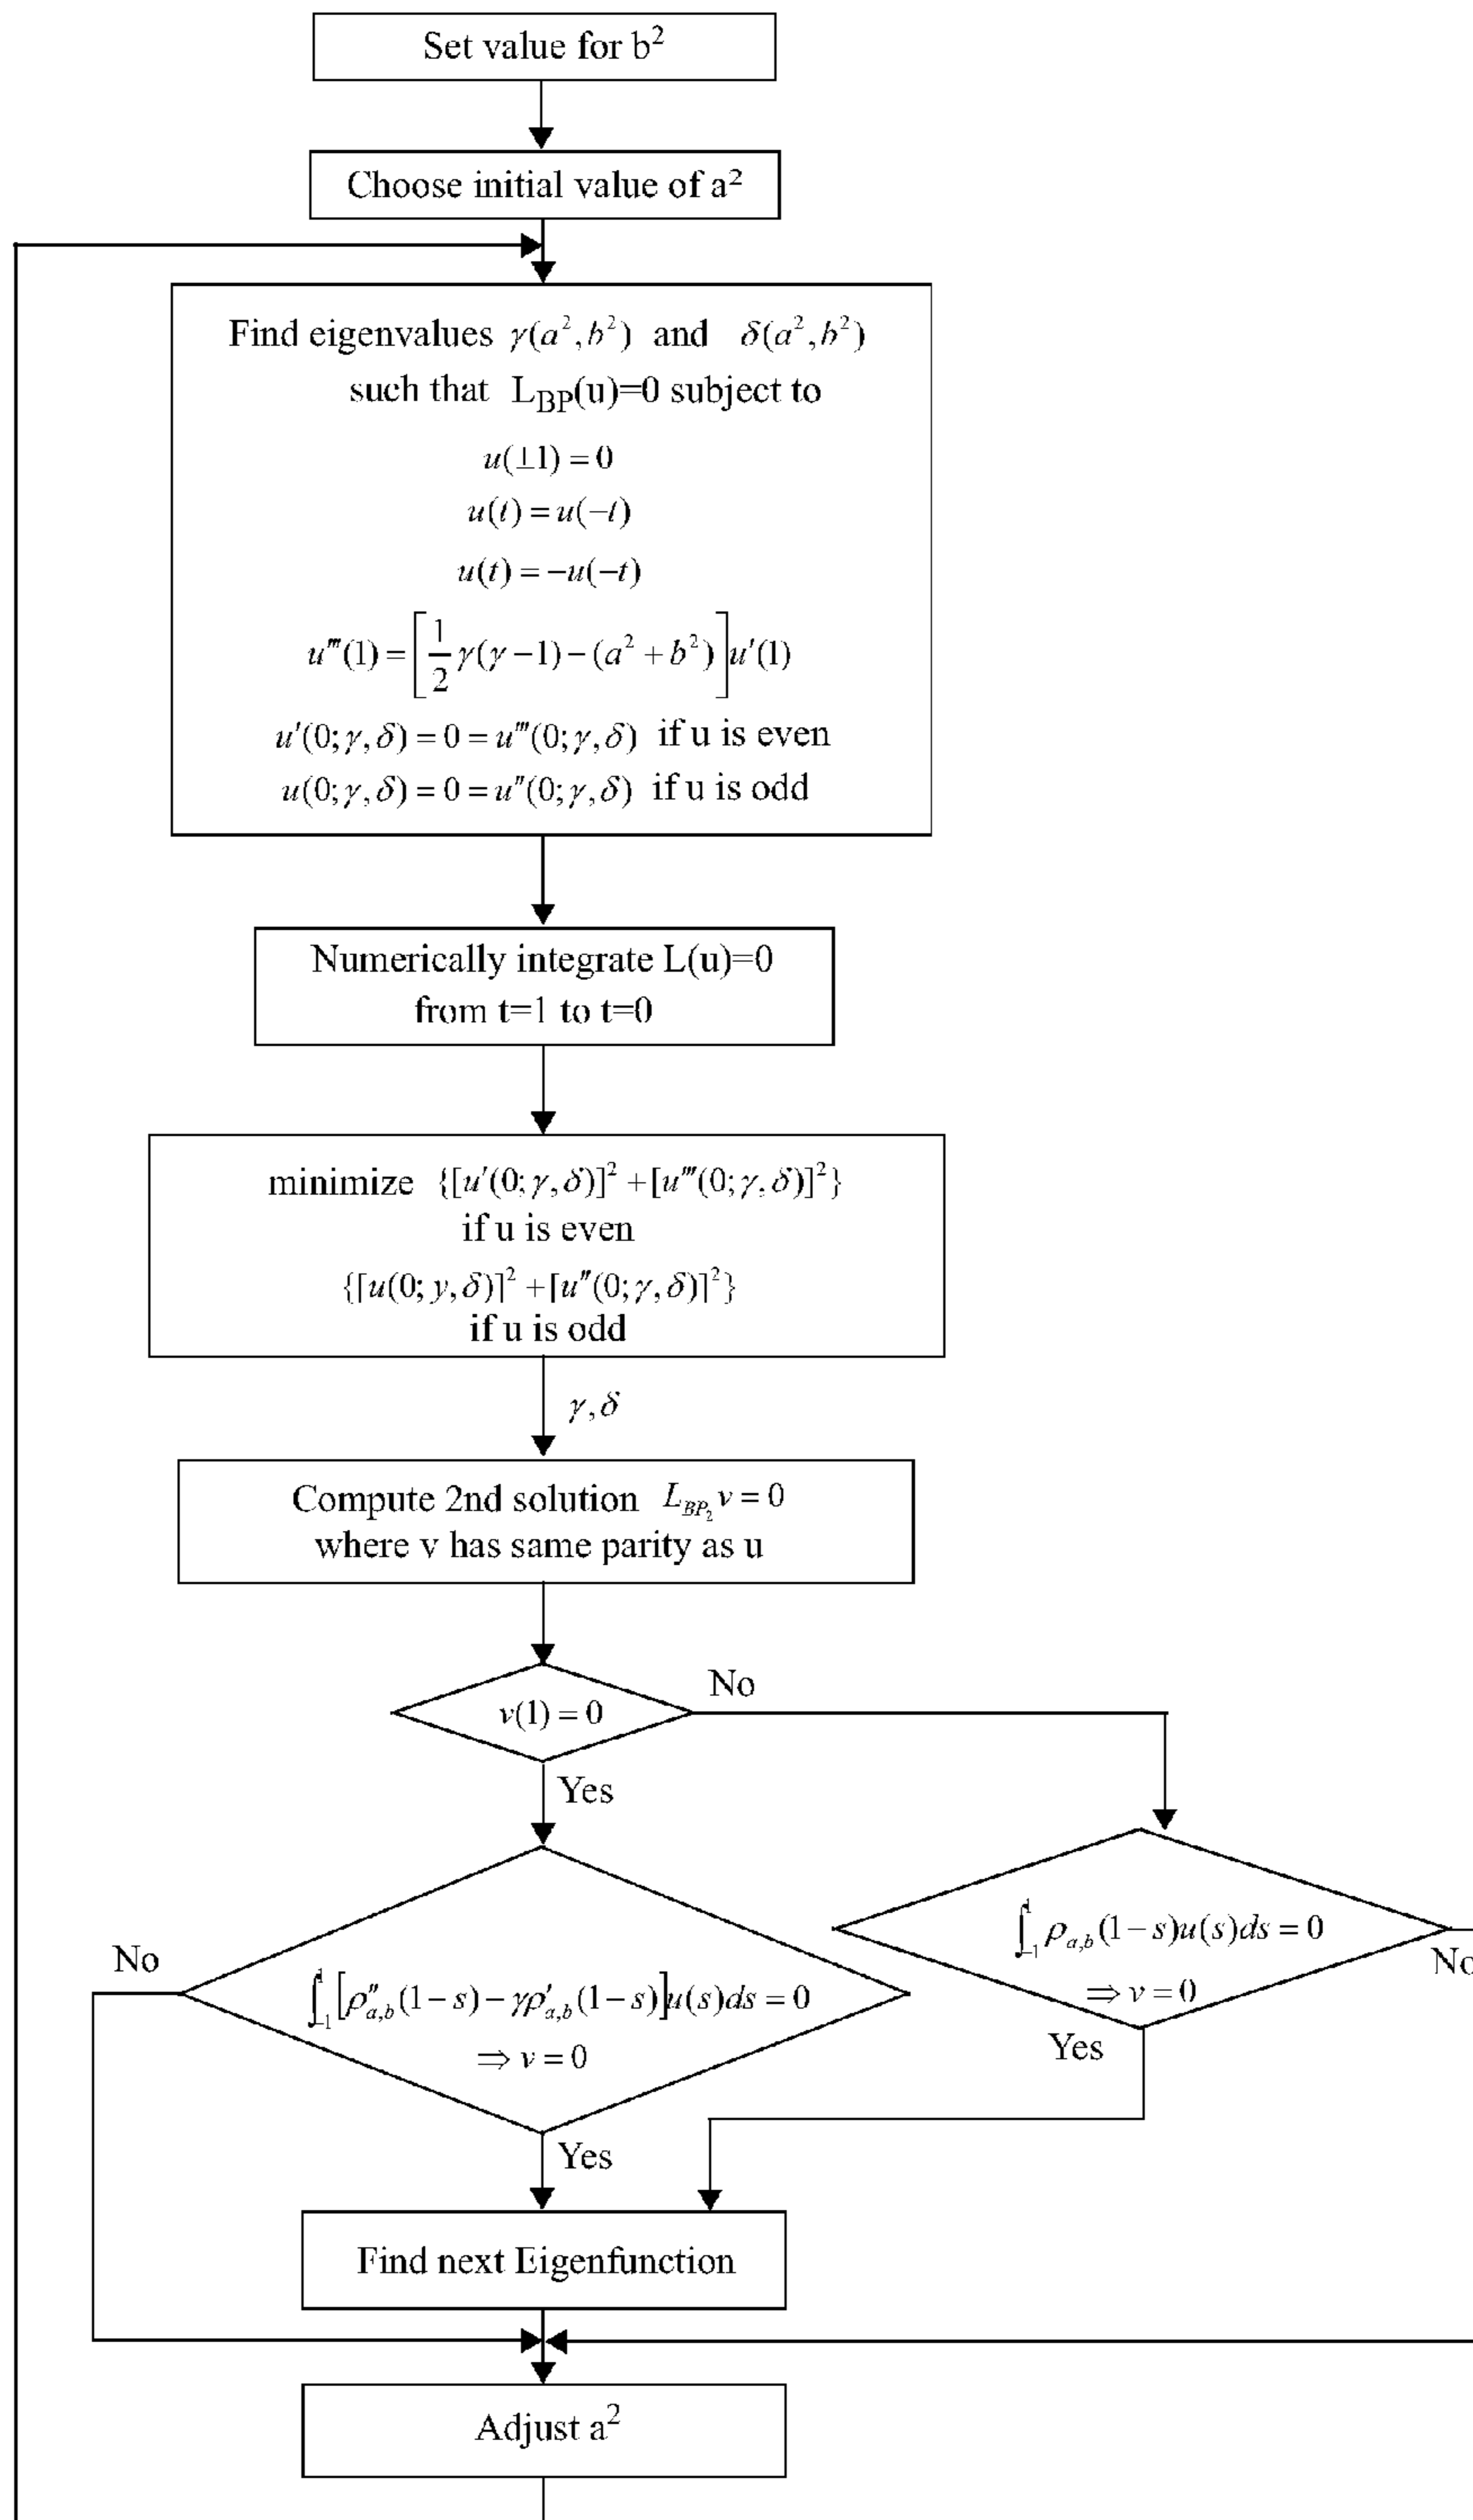 Set value for b²
Choose initial value of a²
Find eigenvalues γ(a², b²) and δ(a², b²)
such that L_BP(u)=0 subject to
u(±1) = 0
u(t) = u(−t)
u(t) = −u(−t)
u‴(1) = [1/2 γ(γ −1) − (a² + b²)] u′(1)
u′(0; γ, δ) = 0 = u‴(0; γ, δ) if u is even
u(0; γ, δ) = 0 = u″(0; γ, δ) if u is odd
Numerically integrate L(u)=0
from t=1 to t=0
minimize {[u′(0; γ, δ)]² + [u‴(0; γ, δ)]²}
if u is even
{[u(0; y, δ)]² + [u″(0; γ, δ)]²}
if u is odd
γ, δ
Compute 2nd solution L_BP₂ v = 0
where v has same parity as u
v(1) = 0
No
Yes
∫₋₁¹ ρ_a,b(1−s)u(s)ds = 0
⇒ v = 0
No
Yes
No
∫₋₁¹ [ρ″_a,b(1−s) − γρ′_a,b(1−s)]u(s)ds = 0
⇒ v = 0
Yes
Find next Eigenfunction
Adjust a²